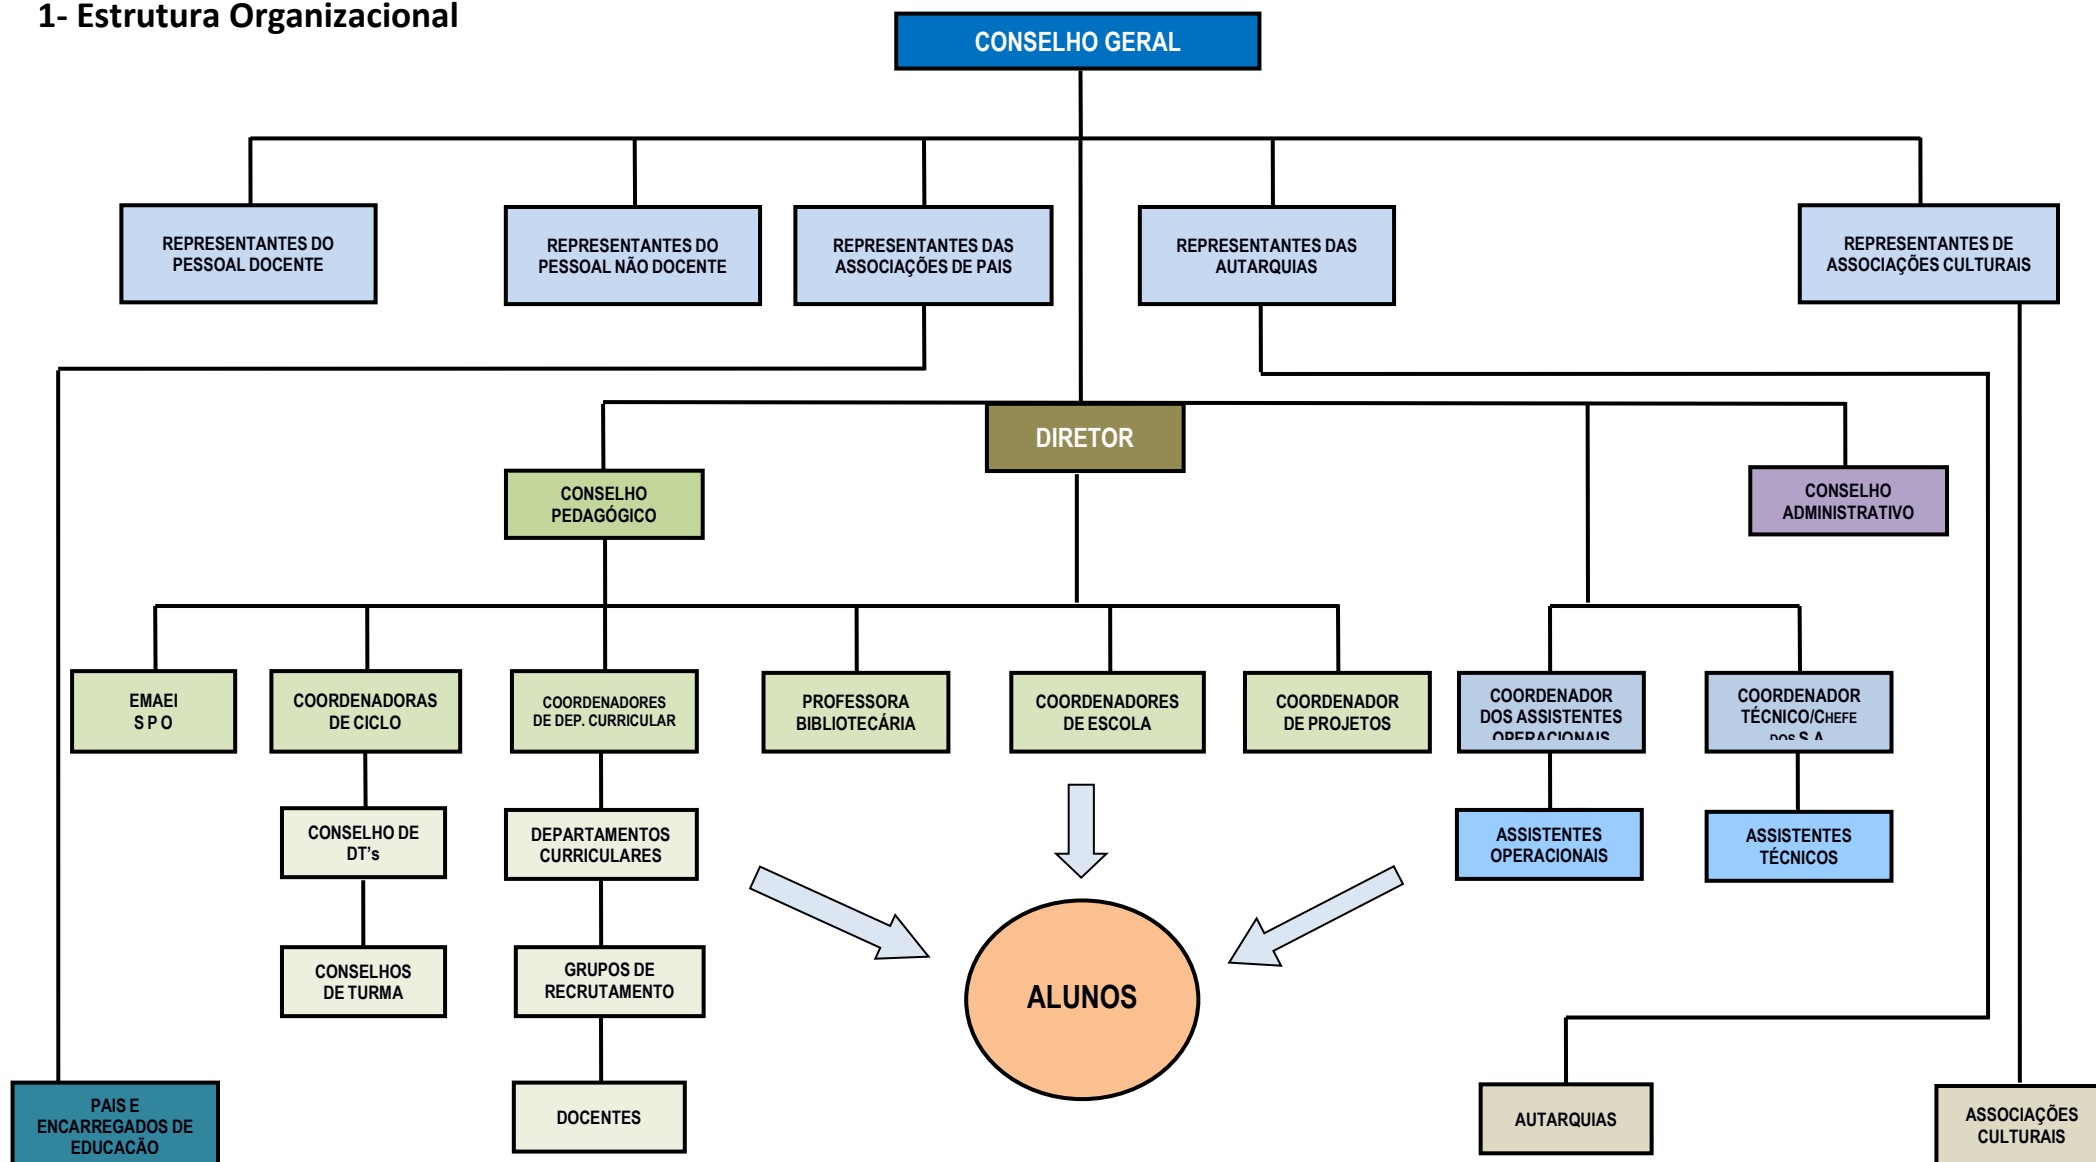 1- Estrutura Organizacional
CONSELHO GERAL
REPRESENTANTES DO
PESSOAL DOCENTE
REPRESENTANTES DO
PESSOAL NÃO DOCENTE
REPRESENTANTES DAS
ASSOCIAÇÕES DE PAIS
REPRESENTANTES DAS
AUTARQUIAS
REPRESENTANTES DE
ASSOCIAÇÕES CULTURAIS
DIRETOR
CONSELHO
PEDAGÓGICO
CONSELHO
ADMINISTRATIVO
EMAEI
S P O
COORDENADORAS
DE CICLO
COORDENADORES
DE DEP. CURRICULAR
PROFESSORA
BIBLIOTECÁRIA
COORDENADORES
DE ESCOLA
COORDENADOR
DE PROJETOS
COORDENADOR
DOS ASSISTENTES
OPERACIONAIS
COORDENADOR
TÉCNICO/CHEFE
DOS S.A.
CONSELHO DE
DT's
DEPARTAMENTOS
CURRICULARES
ASSISTENTES
OPERACIONAIS
ASSISTENTES
TÉCNICOS
CONSELHOS
DE TURMA
GRUPOS DE
RECRUTAMENTO
ALUNOS
PAIS E
ENCARREGADOS DE
EDUCACÃO
DOCENTES
AUTARQUIAS
ASSOCIAÇÕES
CULTURAIS